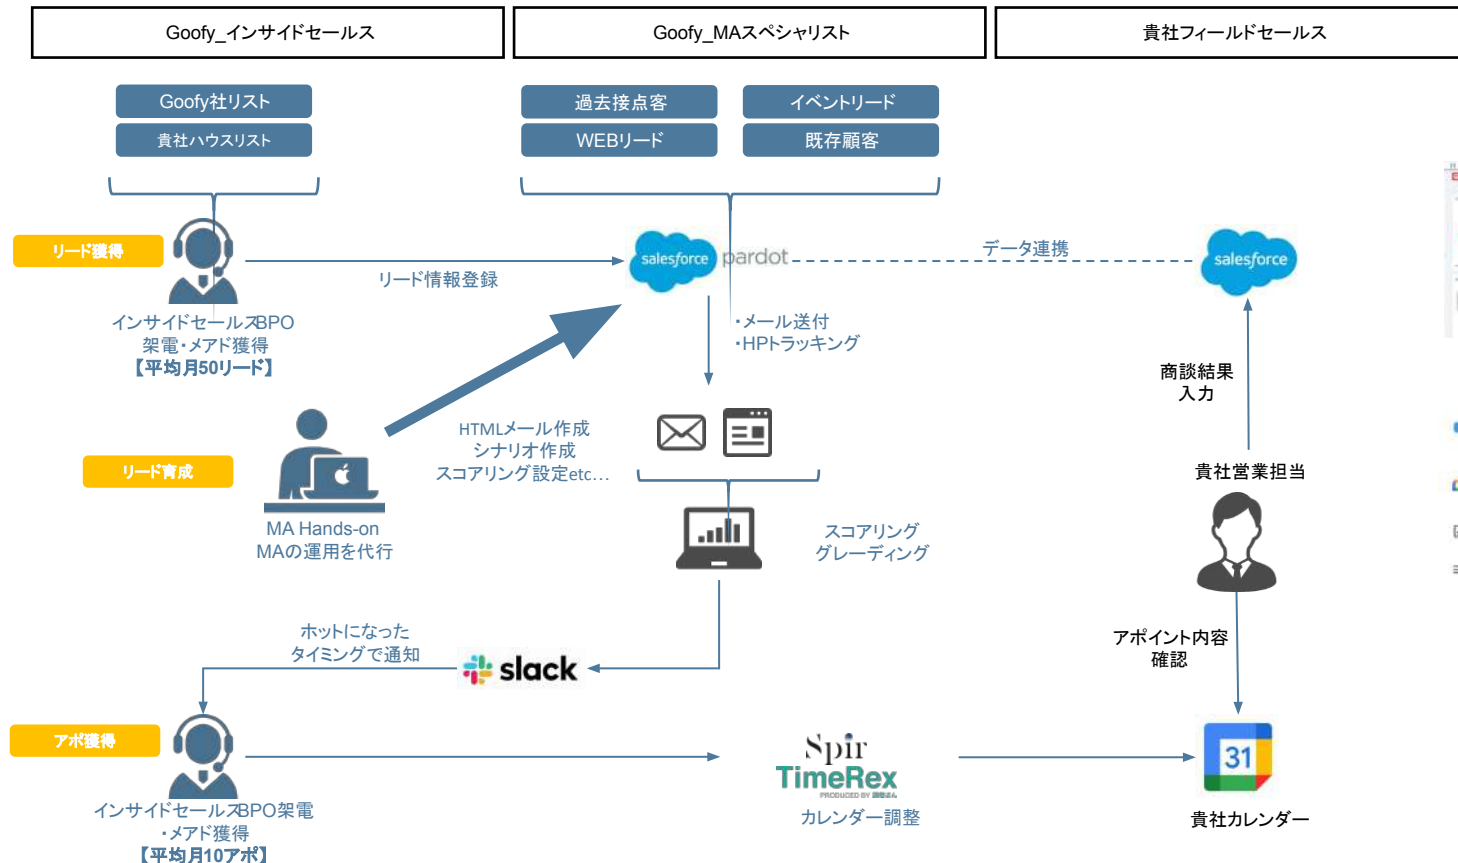 Goofy_インサイドセールス
Goofy_MAスペシャリスト
貴社フィールドセールス
Goofy社リスト
貴社ハウスリスト
過去接点客
イベントリード
WEBリード
既存顧客
リード獲得
リード情報登録
salesforce
pardot
データ連携
salesforce
インサイドセールスBPO
架電・メアド獲得
【平均月50リード】
・メール送付
・HPトラッキング
商談結果
入力
リード育成
HTMLメール作成
シナリオ作成
スコアリング設定etc…
MA Hands-on
MAの運用を代行
スコアリング
グレーディング
貴社営業担当
ホットになった
タイミングで通知
slack
アポイント内容
確認
アポ獲得
Spir
TimeRex
PRODUCED BY 調整さん
カレンダー調整
31
貴社カレンダー
インサイドセールスBPO架電
・メアド獲得
【平均月10アポ】